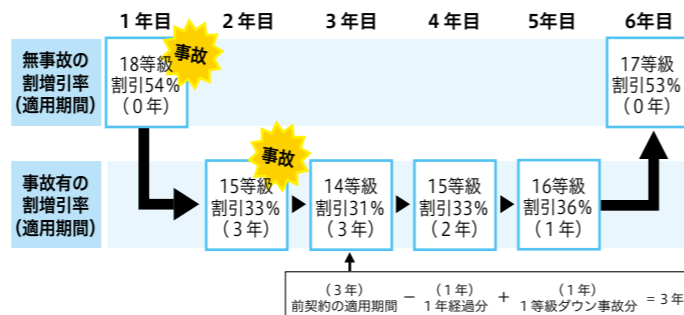 1年目 2年目 3年目 4年目 5年目 6年目
無事故の
割増引率
(適用期間)
18等級
割引54%
(0年)
事故
17等級
割引53%
(0年)
事故有の
割増引率
(適用期間)
事故
15等級
割引33%
(3年)
14等級
割引31%
(3年)
15等級
割引33%
(2年)
16等級
割引36%
(1年)
(3年) (1年) (1年)
前契約の適用期間 − 1年経過分 + 1等級ダウン事故分 = 3年